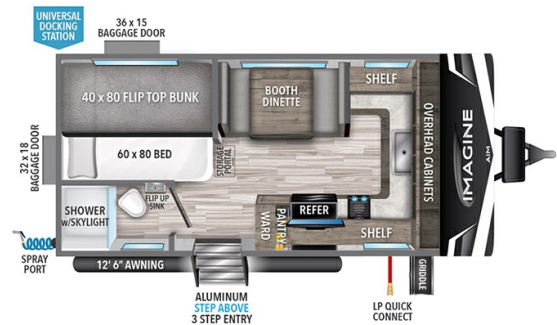 UNIVERSAL
DOCKING
STATION
36 x 15
BAGGAGE DOOR
40 x 80 FLIP TOP BUNK
BOOTH
DINETTE
SHELF
OVERHEAD CABINETS
IMAGINE
AIM
32 x 18
BAGGAGE DOOR
60 x 80 BED
STORAGE
PORTAL
SHOWER
w/SKYLIGHT
FLIP UP
SINK
PANTRY
WARD
REFER
SHELF
SPRAY
PORT
12' 6" AWNING
ALUMINUM
STEP ABOVE
3 STEP ENTRY
LP QUICK
CONNECT
GRIDDLE